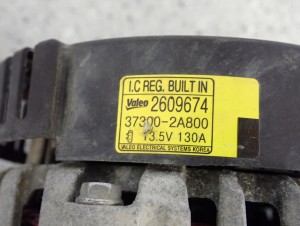 I.C REG. BUILT IN
Valeo 2609674
37300-2A800
13.5V 130A
VALEO ELECTRICAL SYSTEMS KOREA